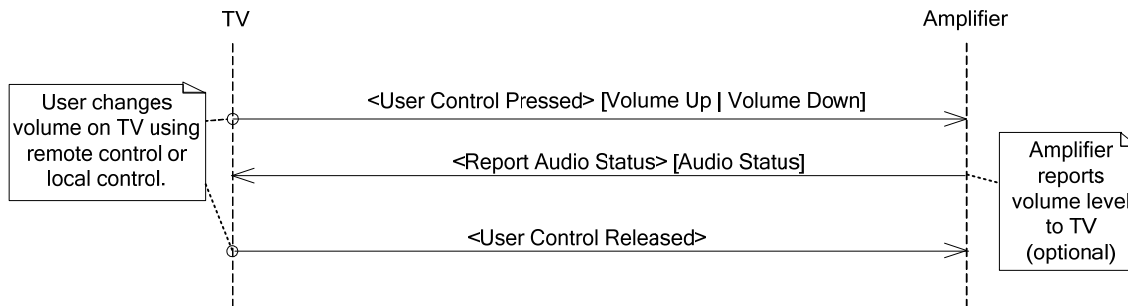 TV
Amplifier
User changes
volume on TV using
remote control or
local control.
<User Control Pressed> [Volume Up | Volume Down]
<Report Audio Status> [Audio Status]
<User Control Released>
Amplifier
reports
volume level
to TV
(optional)